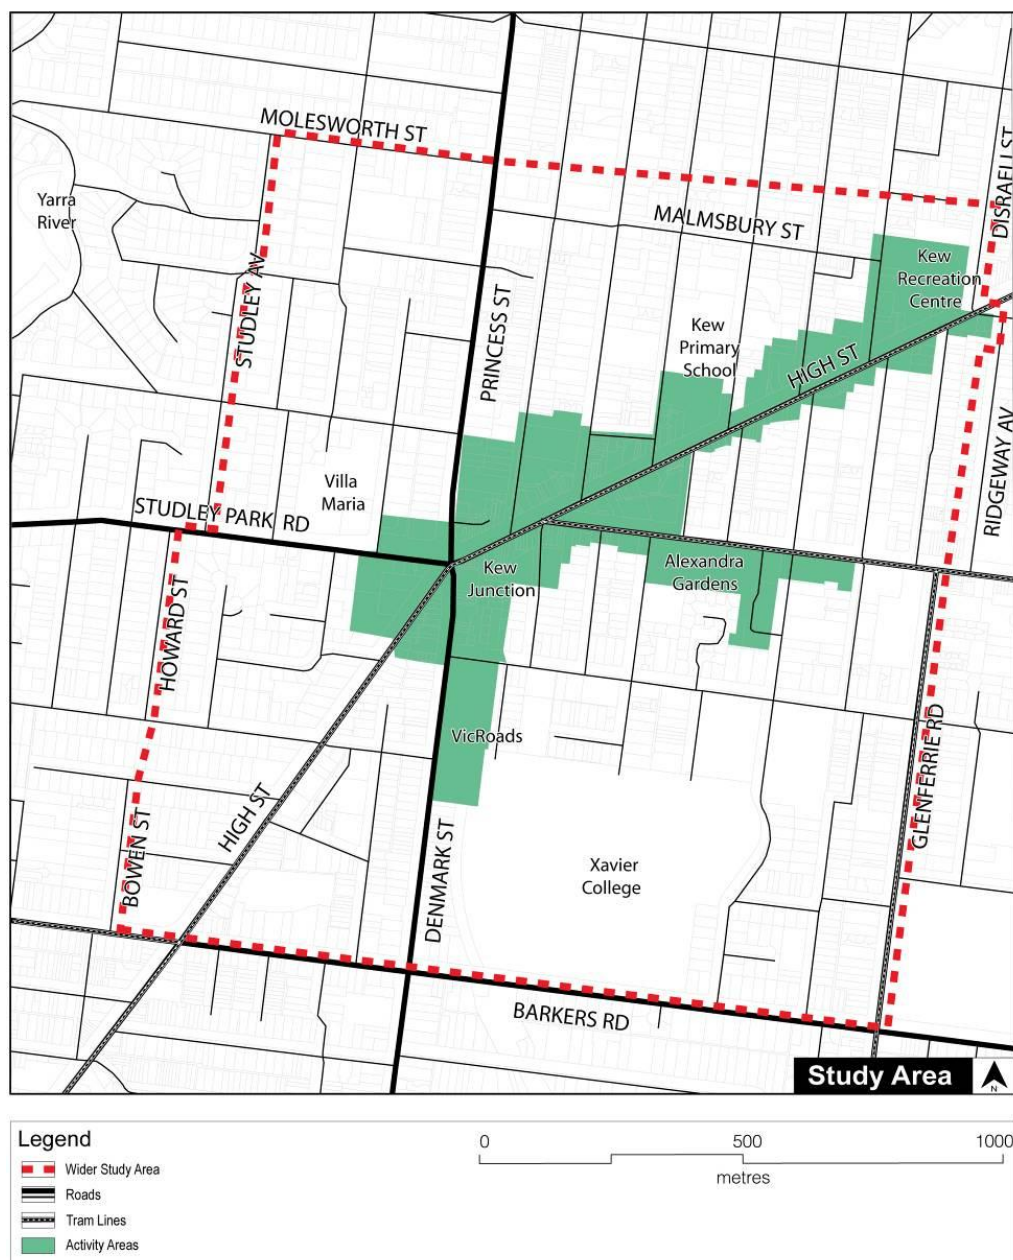 MOLESWORTH ST
DISRAELI ST
Yarra
River
MALMSBURY ST
STUDLEY AV
Kew
Recreation
Centre
PRINCESS ST
Kew
Primary
School
HIGH ST
RIDGEWAY AV
Villa
Maria
STUDLEY PARK RD
Kew
Junction
Alexandra
Gardens
HOWARD ST
VicRoads
GLENFERRIE RD
HIGH ST
BOWEN ST
DENMARK ST
Xavier
College
BARKERS RD
Study Area
N
Legend
Wider Study Area
Roads
Tram Lines
Activity Areas
0 500 1000
metres